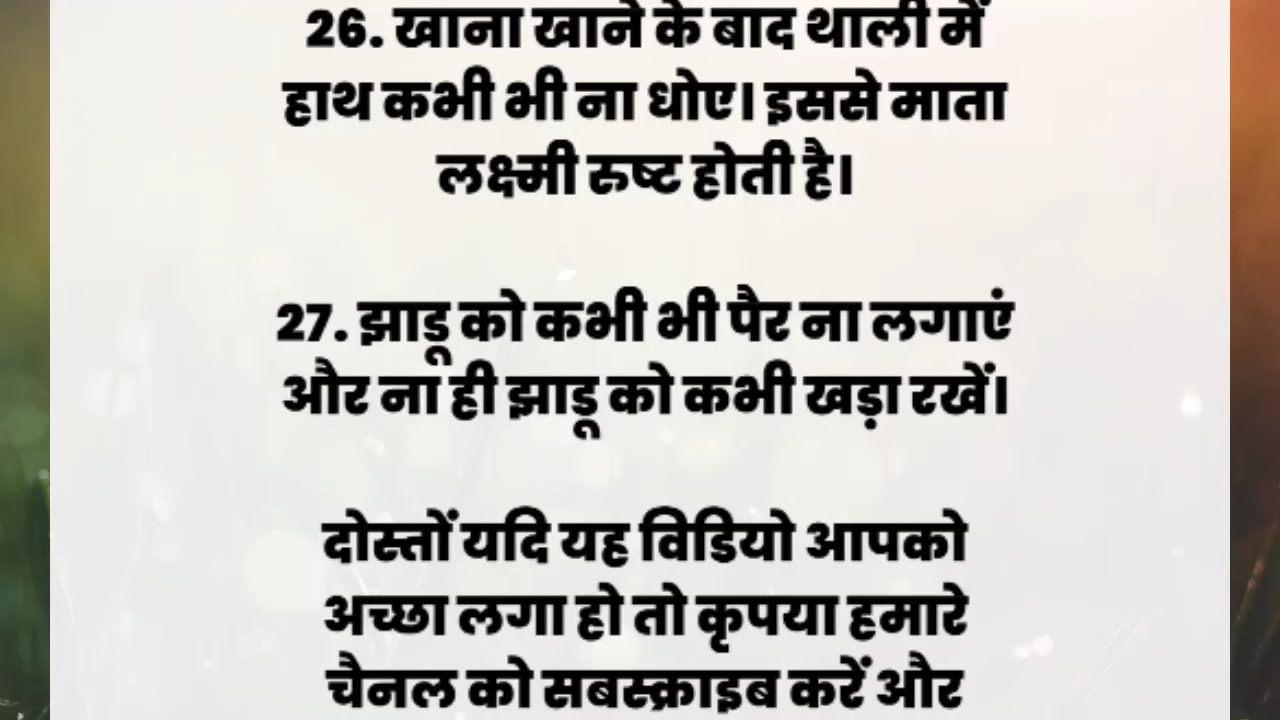 26. खाना खाने के बाद थाली में
हाथ कभी भी ना धोए। इससे माता
लक्ष्मी रुष्ट होती है।
27. झाडू को कभी भी पैर ना लगाएं
और ना ही झाडू को कभी खड़ा रखें।
दोस्तों यदि यह विडियो आपको
अच्छा लगा हो तो कृपया हमारे
चैनल को सबस्क्राइब करें और